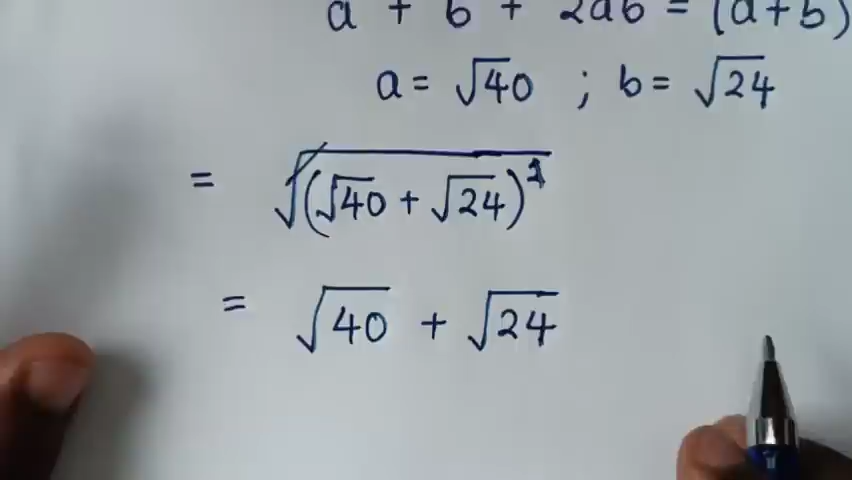 a + b + 2ab = (a+b)
a = √40 ; b = √24
= √(√40 + √24)²
= √40 + √24